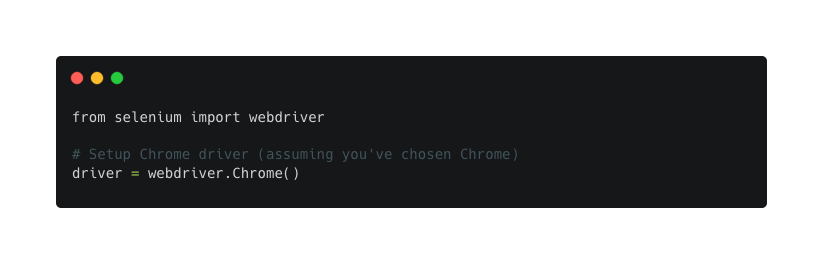 from selenium import webdriver
# Setup Chrome driver (assuming you've chosen Chrome)
driver = webdriver.Chrome()